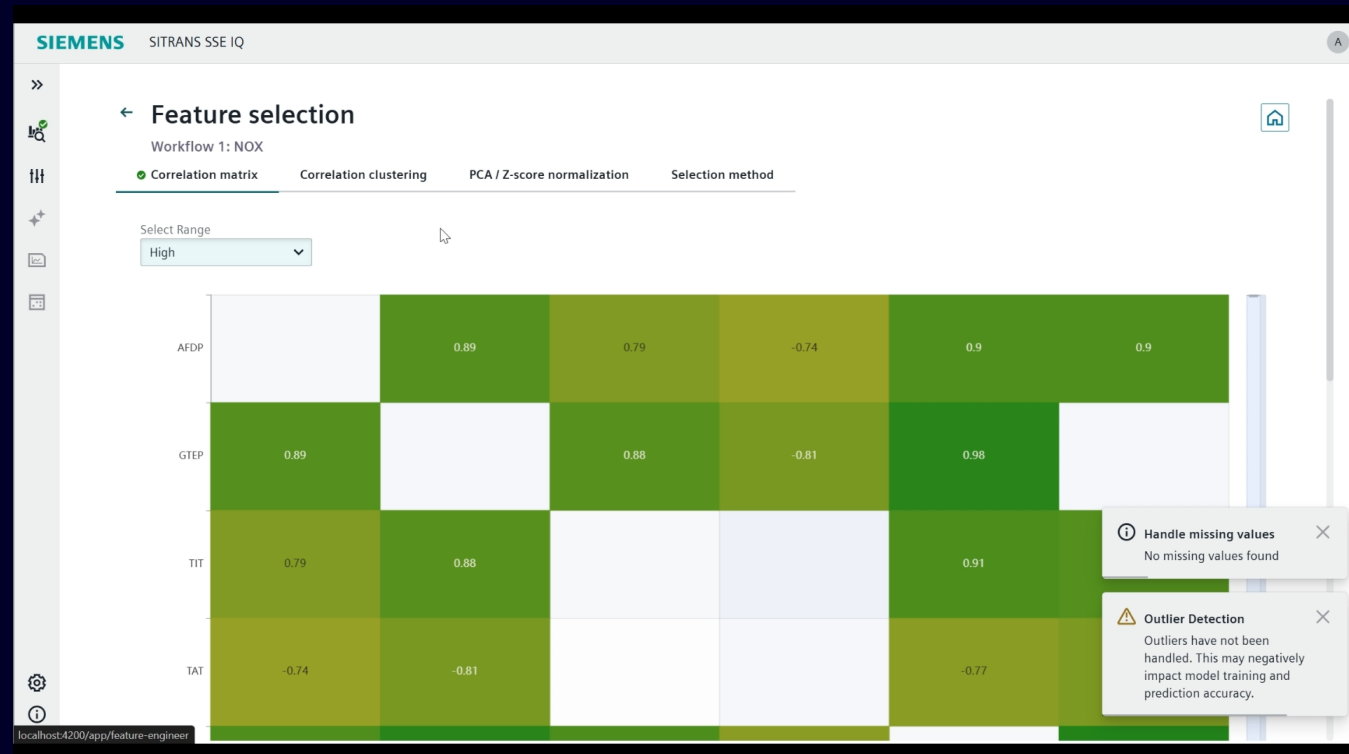 SIEMENS SITRANS SSE IQ A
Feature selection
Workflow 1: NOX
Correlation matrix Correlation clustering PCA / Z-score normalization Selection method
Select Range
High
AFDP 0.89 0.79 -0.74 0.9 0.9
GTEP 0.89 0.88 -0.81 0.98
Handle missing values
No missing values found
TIT 0.79 0.88 0.91
Outlier Detection
Outliers have not been
handled. This may negatively
impact model training and
prediction accuracy.
TAT -0.74 -0.81 -0.77
localhost:4200/app/feature-engineer